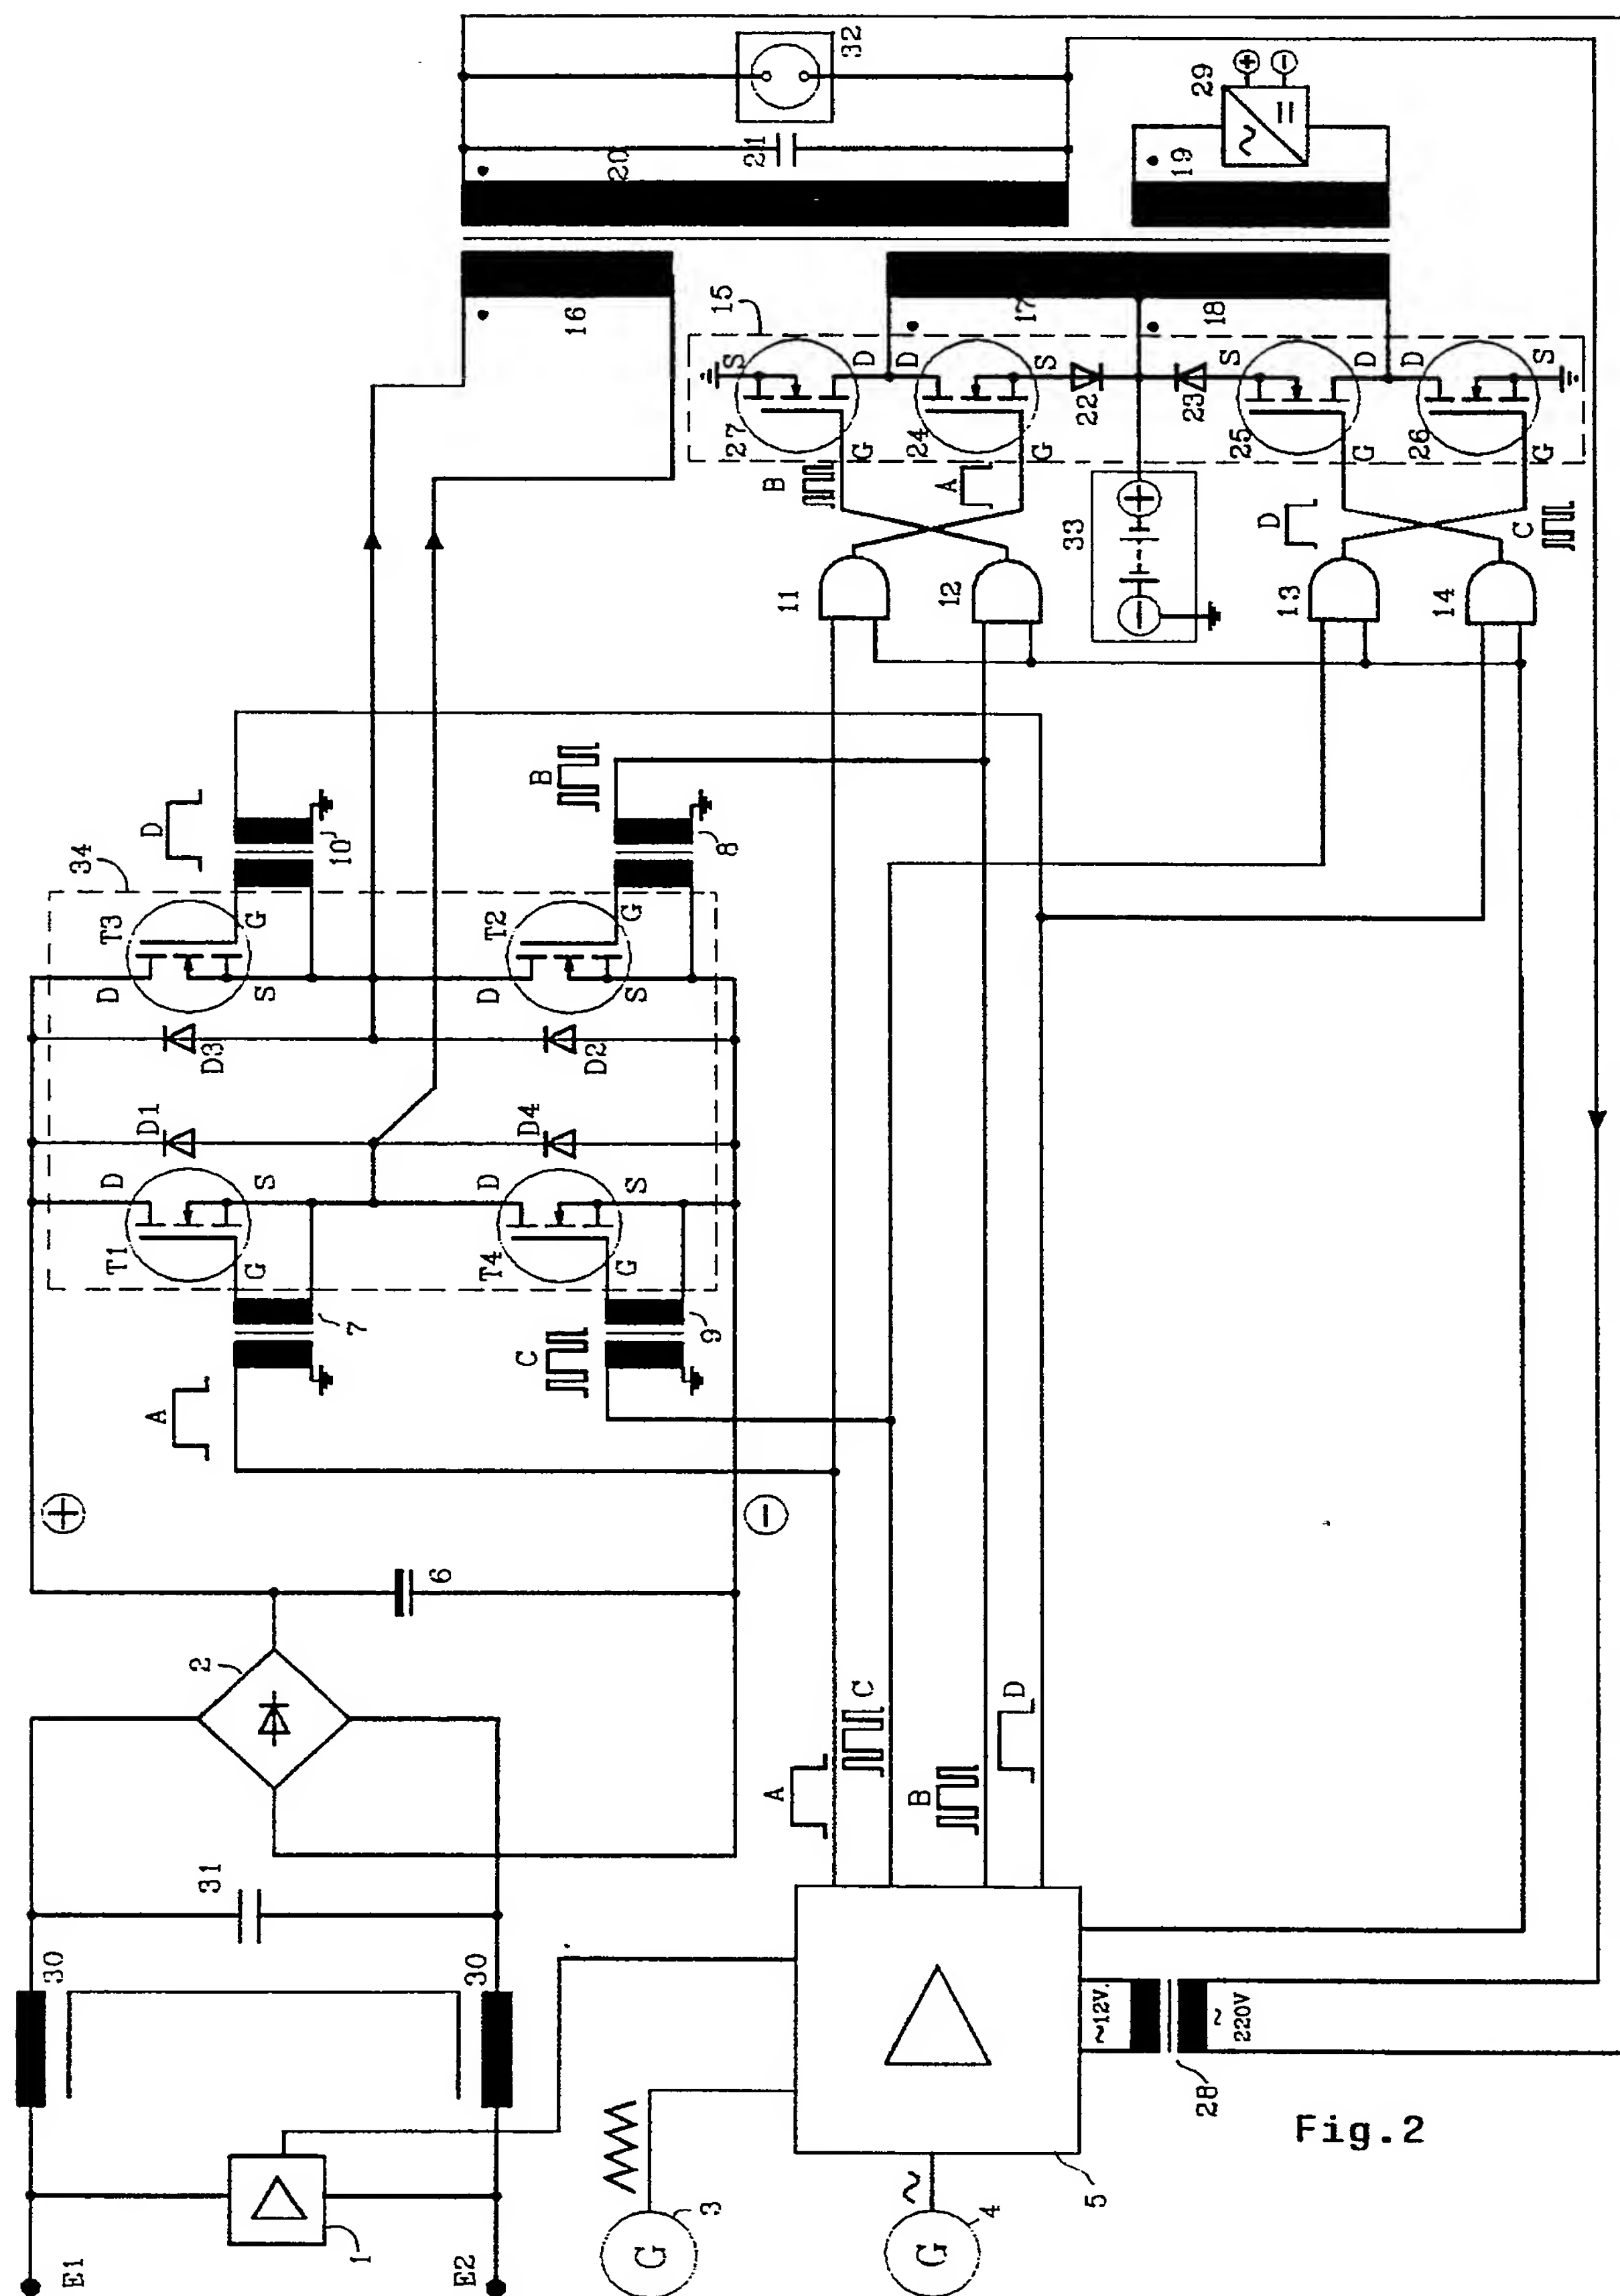 E1
E2
1
30
30
31
2
6
+
−
A
7
T1
D
S
G
D1
C
9
T4
D
S
G
D4
34
D3
D
S
T3
G
D
10
D2
D
S
T2
G
B
8
G
3
G
4
~
5
A
C
B
D
~12V.
~
220V
28
11
12
13
14
33
−
+
B
A
D
C
15
27
S
D
G
24
D
S
G
22
23
25
S
D
G
26
D
S
G
16
17
18
20
21
32
19
29
~
=
+
−
Fig.2